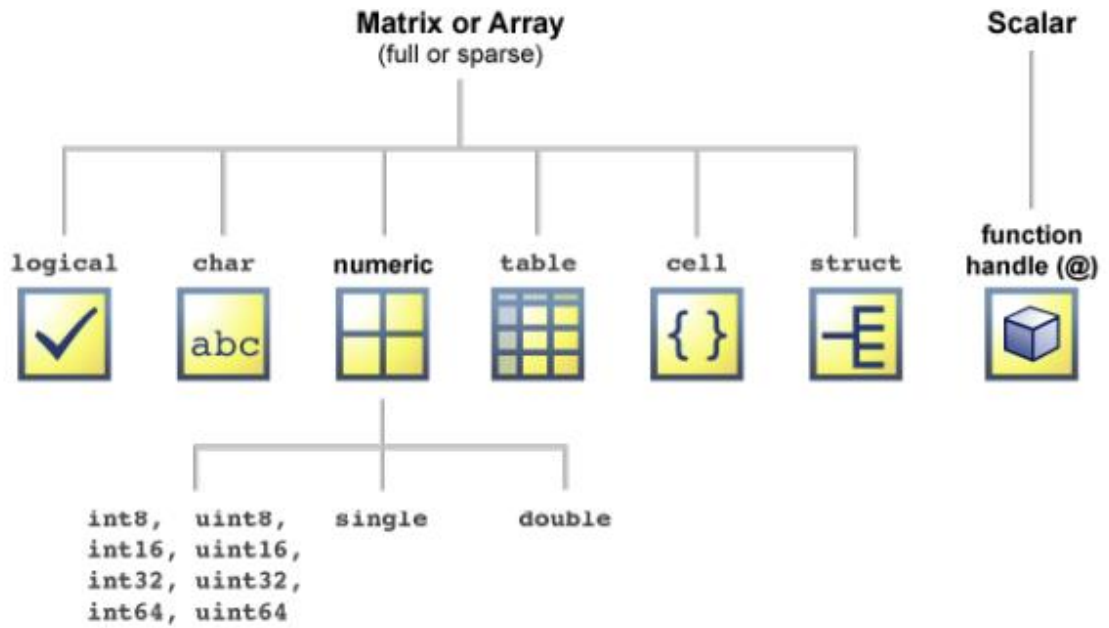 Matrix or Array
(full or sparse)
Scalar
logical
char
numeric
table
cell
struct
function
handle (@)
abc
{ }
int8, uint8,
int16, uint16,
int32, uint32,
int64, uint64
single
double